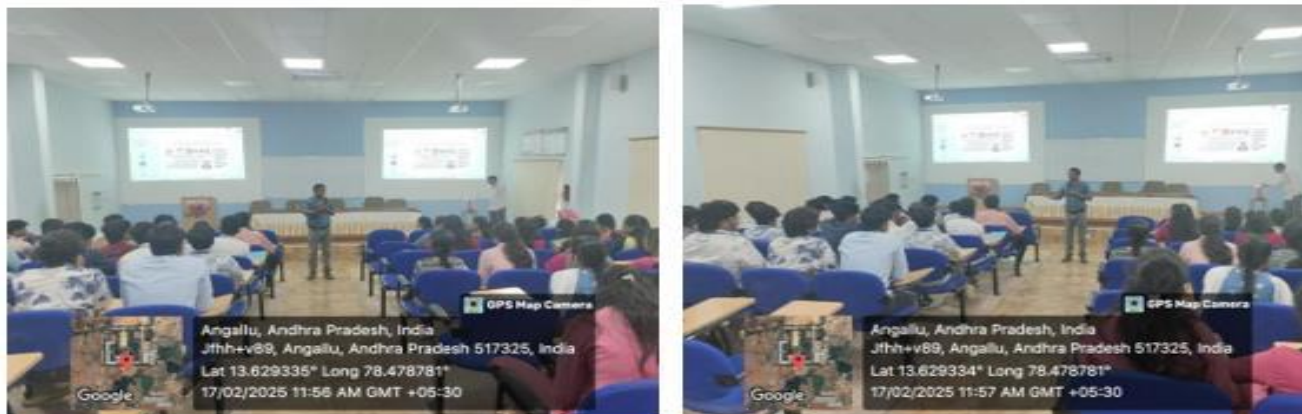 GPS Map Camera
Angallu, Andhra Pradesh, India
Jfhh+v89, Angallu, Andhra Pradesh 517325, India
Lat 13.629335° Long 78.478781°
17/02/2025 11:56 AM GMT +05:30
Google
GPS Map Camera
Angallu, Andhra Pradesh, India
Jfhh+v89, Angallu, Andhra Pradesh 517325, India
Lat 13.629334° Long 78.478781°
17/02/2025 11:57 AM GMT +05:30
Google